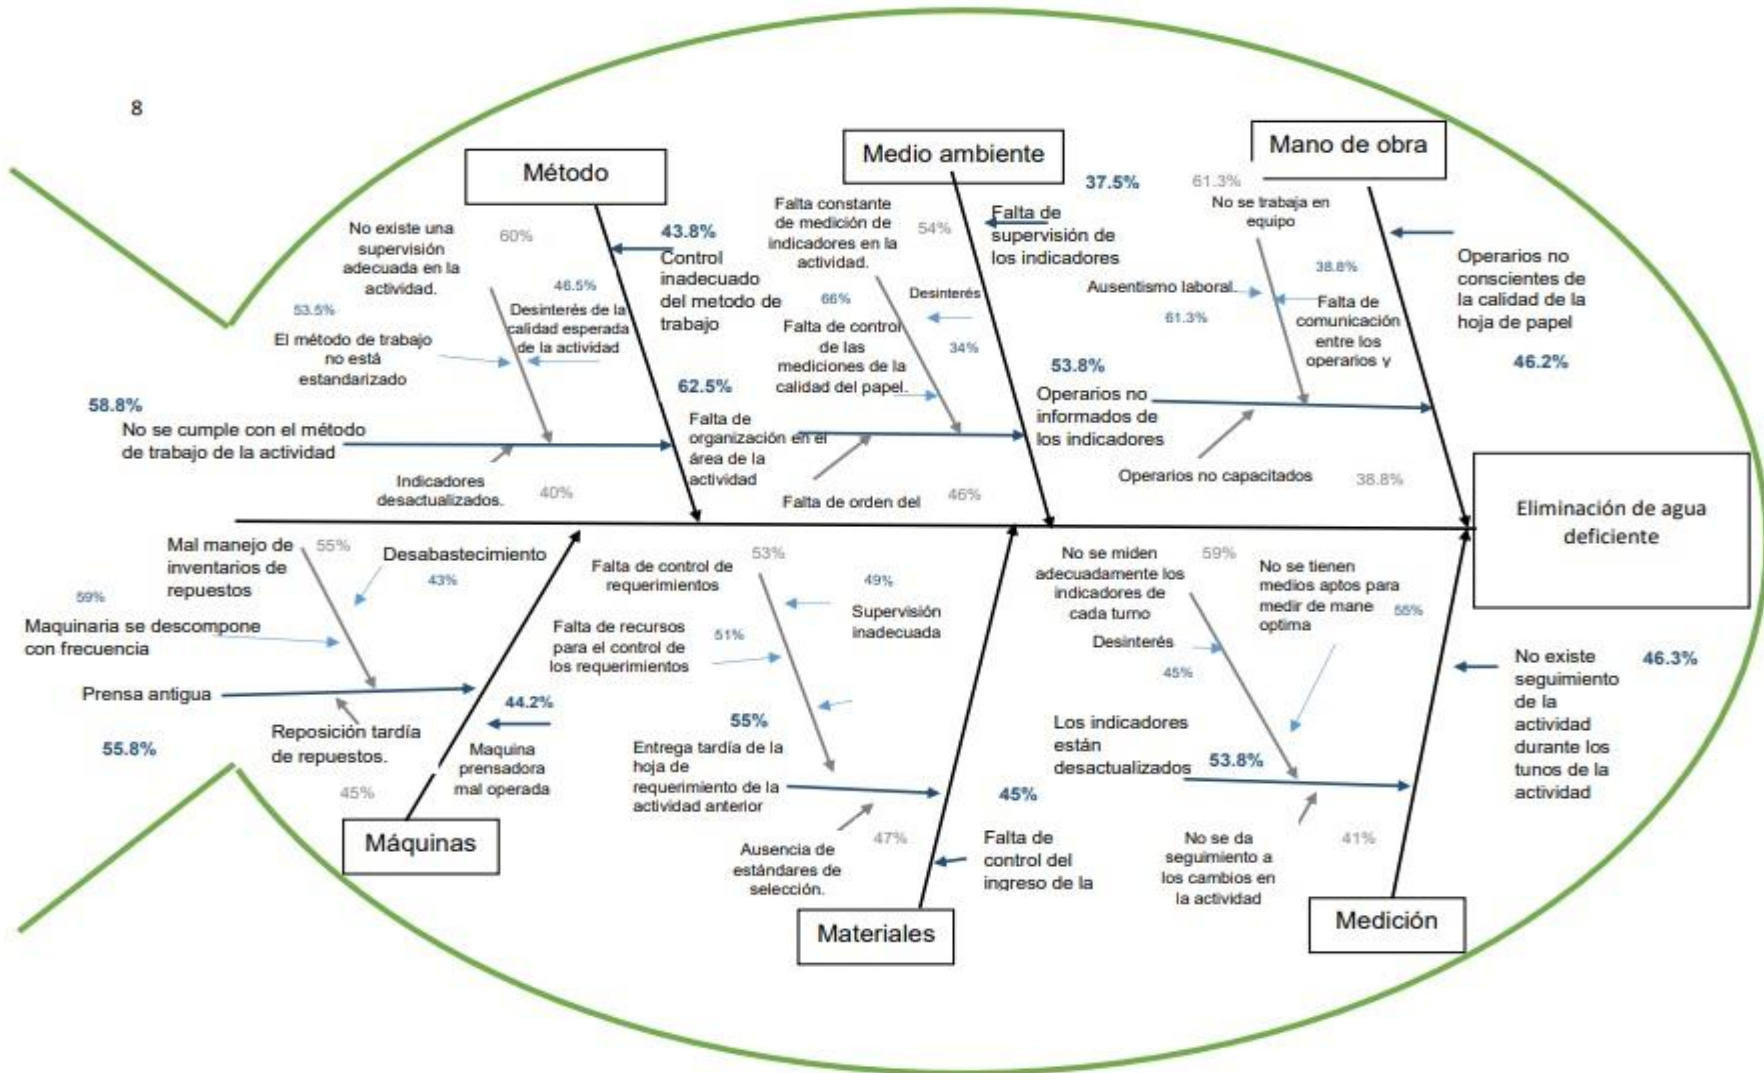 8
Método
Medio ambiente
Mano de obra
No existe una
supervisión
adecuada en la
actividad.
60%
43.8%
Control
inadecuado
del metodo de
trabajo
53.5%
El método de trabajo
no está
estandarizado
46.5%
Desinterés de la
calidad esperada
de la actividad
58.8%
No se cumple con el método
de trabajo de la actividad
Indicadores
desactualizados.
40%
Falta constante
de medición de
indicadores en la
actividad.
54%
37.5%
Falta de
supervisión de
los indicadores
66%
Falta de control
de las
mediciones de la
calidad del papel.
Desinterés
34%
62.5%
Falta de
organización en el
área de la
actividad
Falta de orden del
46%
61.3%
No se trabaja en
equipo
Ausentismo laboral.
61.3%
38.8%
Falta de
comunicación
entre los
operarios y
Operarios no
conscientes de
la calidad de la
hoja de papel
46.2%
53.8%
Operarios no
informados de
los indicadores
Operarios no capacitados
38.8%
Eliminación de agua
deficiente
Mal manejo de
inventarios de
repuestos
55%
Desabastecimiento
43%
59%
Maquinaria se descompone
con frecuencia
Prensa antigua
55.8%
Reposición tardía
de repuestos.
45%
44.2%
Maquina
prensadora
mal operada
Máquinas
Falta de control de
requerimientos
53%
49%
Supervisión
inadecuada
Falta de recursos
para el control de
los requerimientos
51%
55%
Entrega tardía de la
hoja de
requerimiento de la
actividad anterior
Ausencia de
estándares de
selección.
47%
45%
Falta de
control del
ingreso de la
Materiales
No se miden
adecuadamente los
indicadores de
cada turno
59%
No se tienen
medios aptos para
medir de mane
optima
55%
Desinterés
45%
Los indicadores
están
desactualizados
53.8%
No se da
seguimiento a
los cambios en
la actividad
41%
No existe
seguimiento
de la
actividad
durante los
tunos de la
actividad
46.3%
Medición